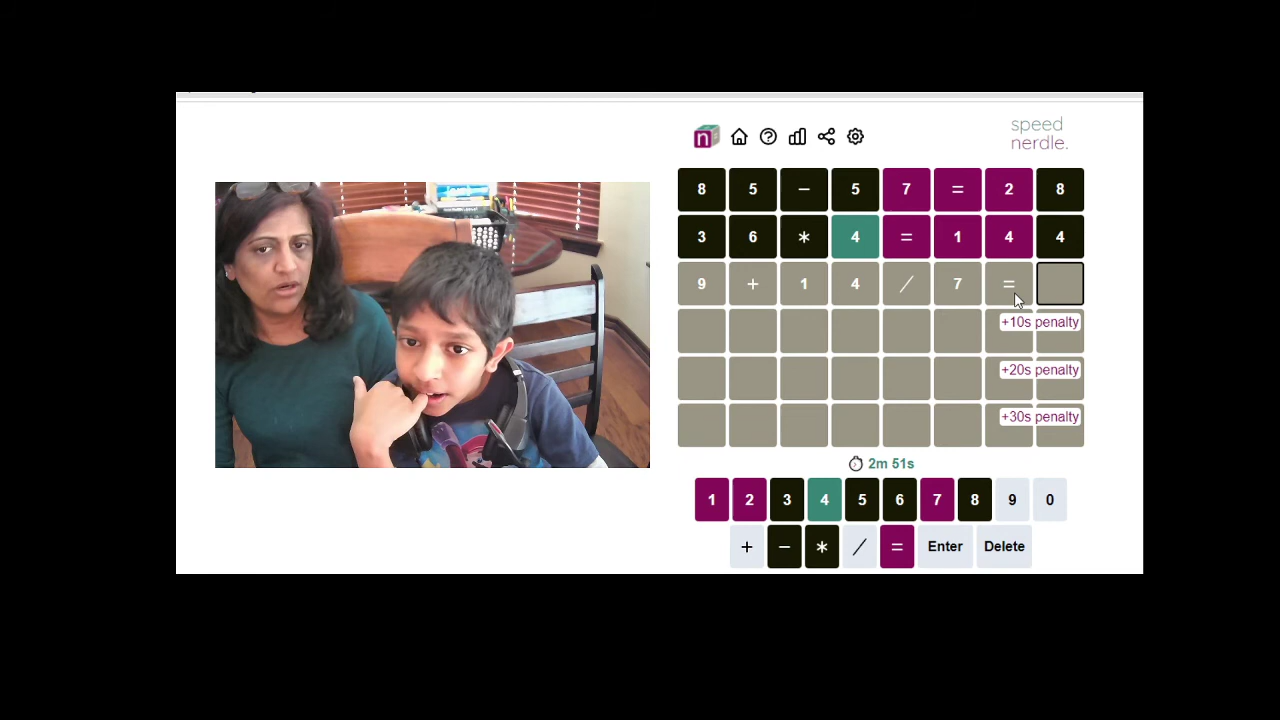 speed
nerdle.
8 5 − 5 7 = 2 8
3 6 * 4 = 1 4 4
9 + 1 4 / 7 =
+10s penalty
+20s penalty
+30s penalty
2m 51s
1 2 3 4 5 6 7 8 9 0
+ − * / = Enter Delete